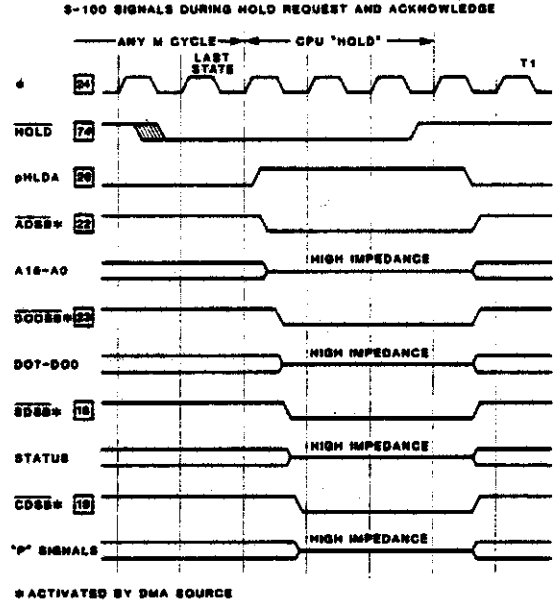 S-100 SIGNALS DURING HOLD REQUEST AND ACKNOWLEDGE
ANY M CYCLE
CPU "HOLD"
LAST STATE
T1
ɸ 24
HOLD 74
pHLDA 26
ADSB* 22
A15-A0 HIGH IMPEDANCE
DODSB* 23
DO7-DO0 HIGH IMPEDANCE
SDSB* 18
STATUS HIGH IMPEDANCE
CDSB* 19
"P" SIGNALS HIGH IMPEDANCE
*ACTIVATED BY DMA SOURCE